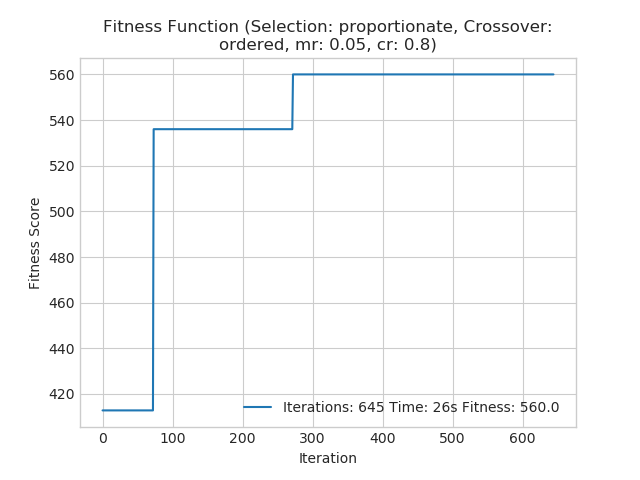 Fitness Function (Selection: proportionate, Crossover:
ordered, mr: 0.05, cr: 0.8)
560
540
520
500
480
460
440
420
Fitness Score
Iterations: 645 Time: 26s Fitness: 560.0
0 100 200 300 400 500 600
Iteration